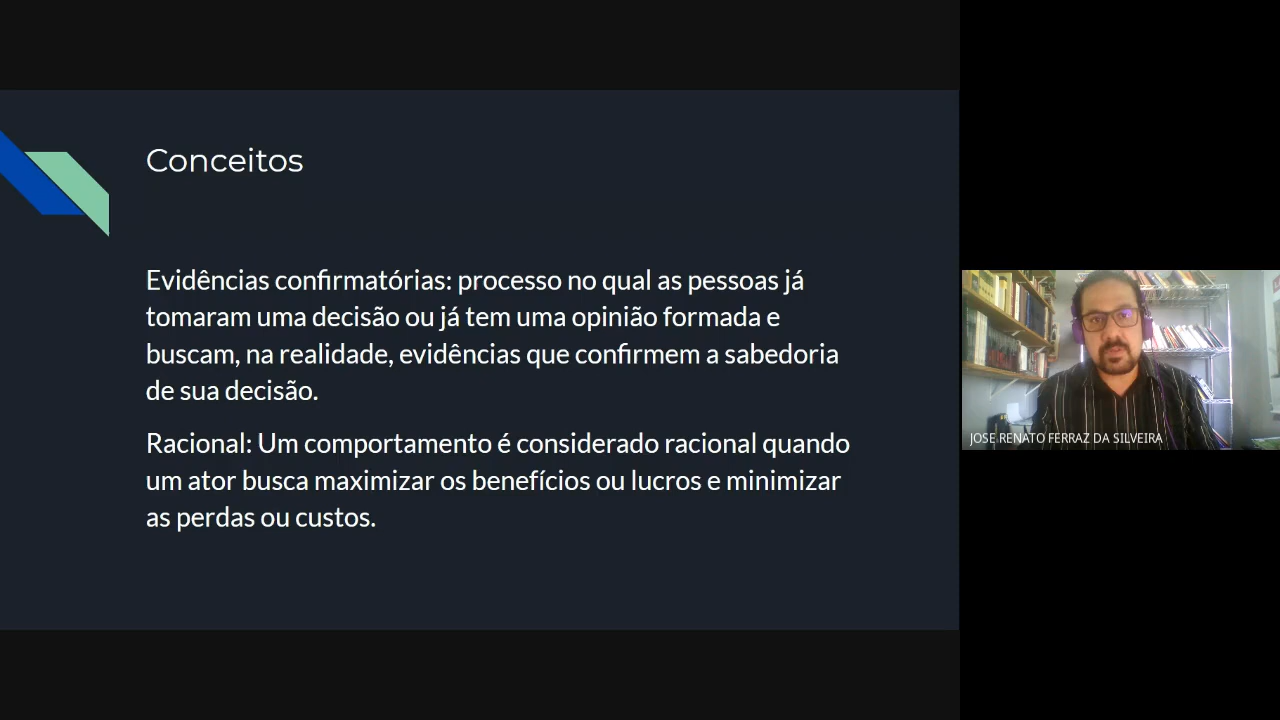 Conceitos
Evidências confirmatórias: processo no qual as pessoas já
tomaram uma decisão ou já tem uma opinião formada e
buscam, na realidade, evidências que confirmem a sabedoria
de sua decisão.
Racional: Um comportamento é considerado racional quando
um ator busca maximizar os benefícios ou lucros e minimizar
as perdas ou custos.
JOSE RENATO FERRAZ DA SILVEIRA